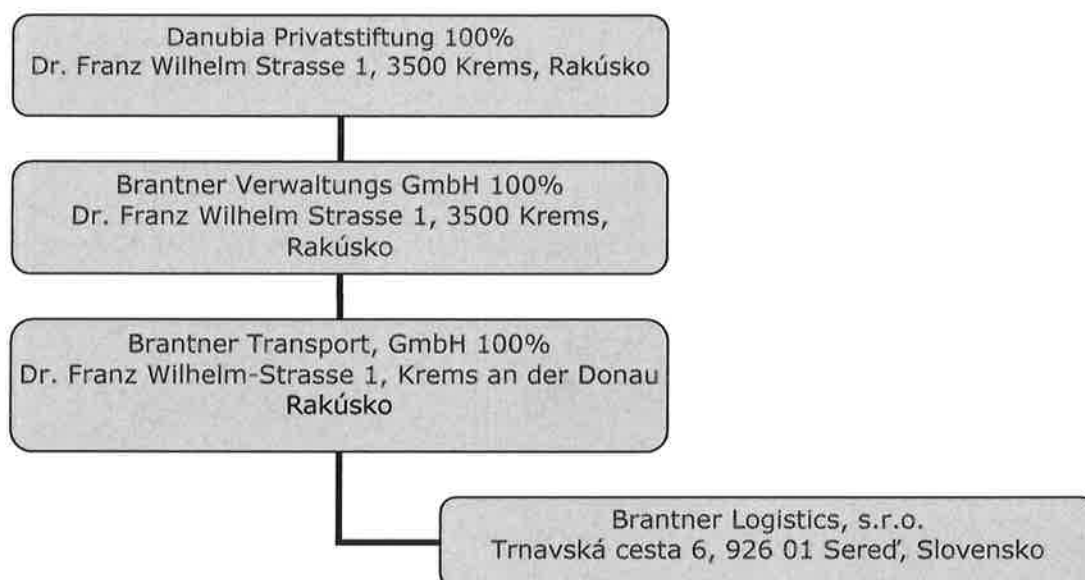 Danubia Privatstiftung 100%
Dr. Franz Wilhelm Strasse 1, 3500 Krems, Rakúsko
Brantner Verwaltungs GmbH 100%
Dr. Franz Wilhelm Strasse 1, 3500 Krems,
Rakúsko
Brantner Transport, GmbH 100%
Dr. Franz Wilhelm-Strasse 1, Krems an der Donau
Rakúsko
Brantner Logistics, s.r.o.
Trnavská cesta 6, 926 01 Sereď, Slovensko